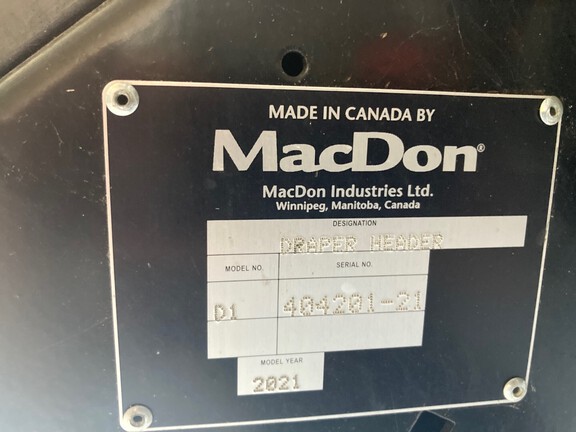 MADE IN CANADA BY
MacDon®
MacDon Industries Ltd.
Winnipeg, Manitoba, Canada
DESIGNATION
DRAPER HEADER
MODEL NO. SERIAL NO.
D1 404201-21
MODEL YEAR
2021